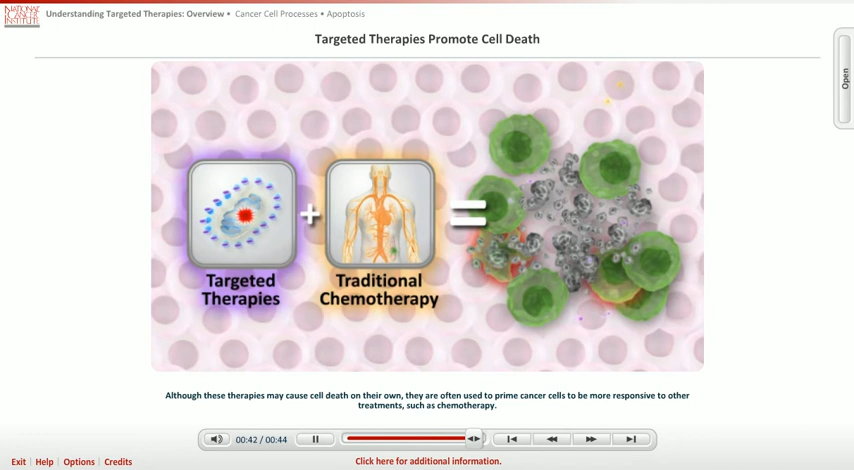 NATIONAL
CANCER
INSTITUTE
Understanding Targeted Therapies: Overview • Cancer Cell Processes • Apoptosis
Targeted Therapies Promote Cell Death
Open
Targeted
Therapies
+
Traditional
Chemotherapy
=
Although these therapies may cause cell death on their own, they are often used to prime cancer cells to be more responsive to other
treatments, such as chemotherapy.
00:42 / 00:44
Exit | Help | Options | Credits
Click here for additional information.